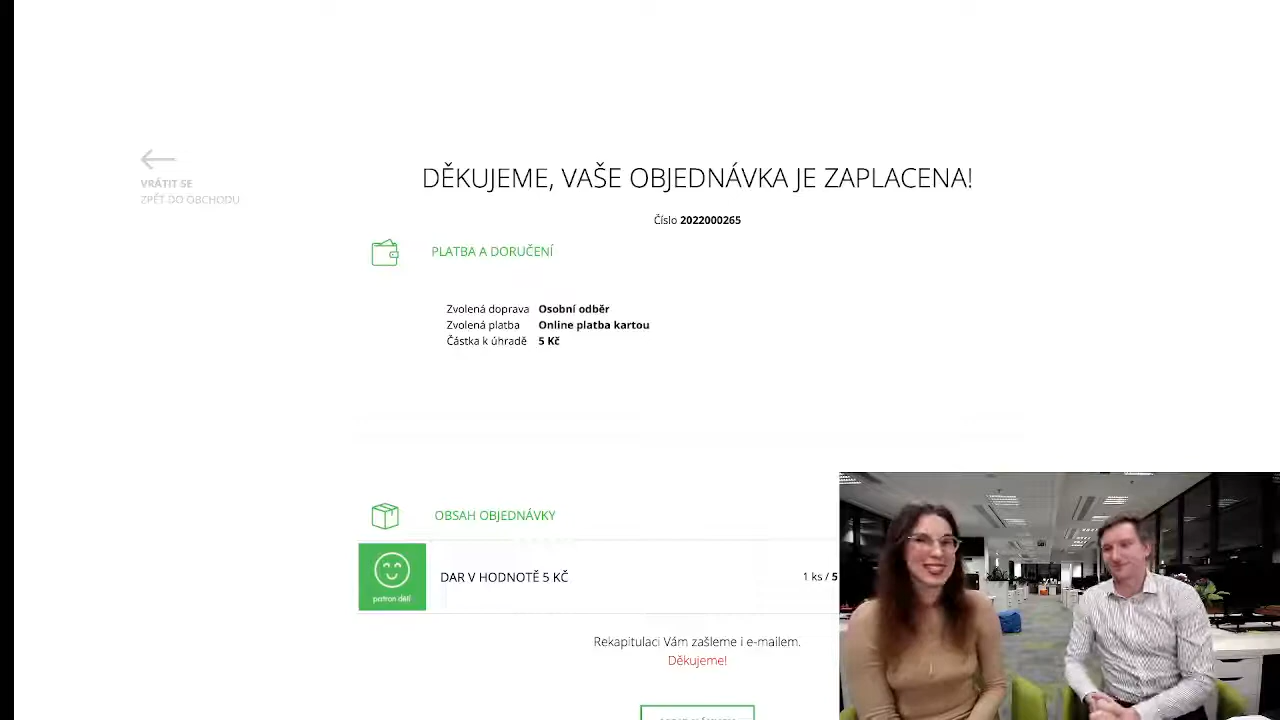 VRÁTIT SE
ZPĚT DO OBCHODU
DĚKUJEME, VAŠE OBJEDNÁVKA JE ZAPLACENA!
Číslo 2022000265
PLATBA A DORUČENÍ
Zvolená doprava Osobní odběr
Zvolená platba Online platba kartou
Částka k úhradě 5 Kč
OBSAH OBJEDNÁVKY
patron dětí
DAR V HODNOTĚ 5 KČ
1 ks / 5
Rekapitulaci Vám zašleme i e-mailem.
Děkujeme!